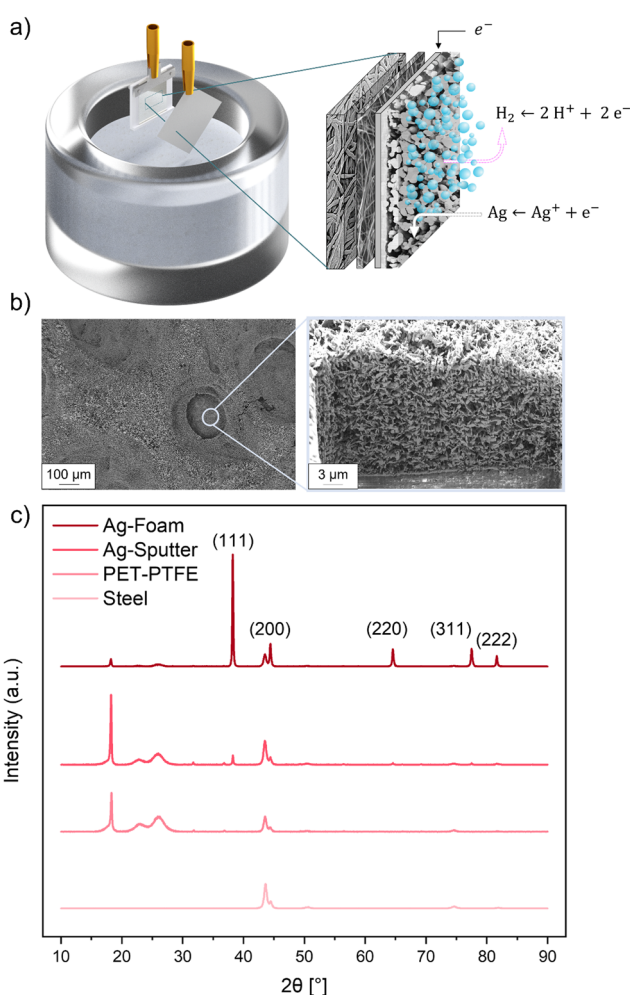 a)
e⁻
H₂ ← 2 H⁺ + 2 e⁻
Ag ← Ag⁺ + e⁻
b)
100 µm
3 µm
c)
Ag-Foam
Ag-Sputter
PET-PTFE
Steel
(111)
(200)
(220)
(311)
(222)
Intensity (a.u.)
10 20 30 40 50 60 70 80 90
2θ [°]